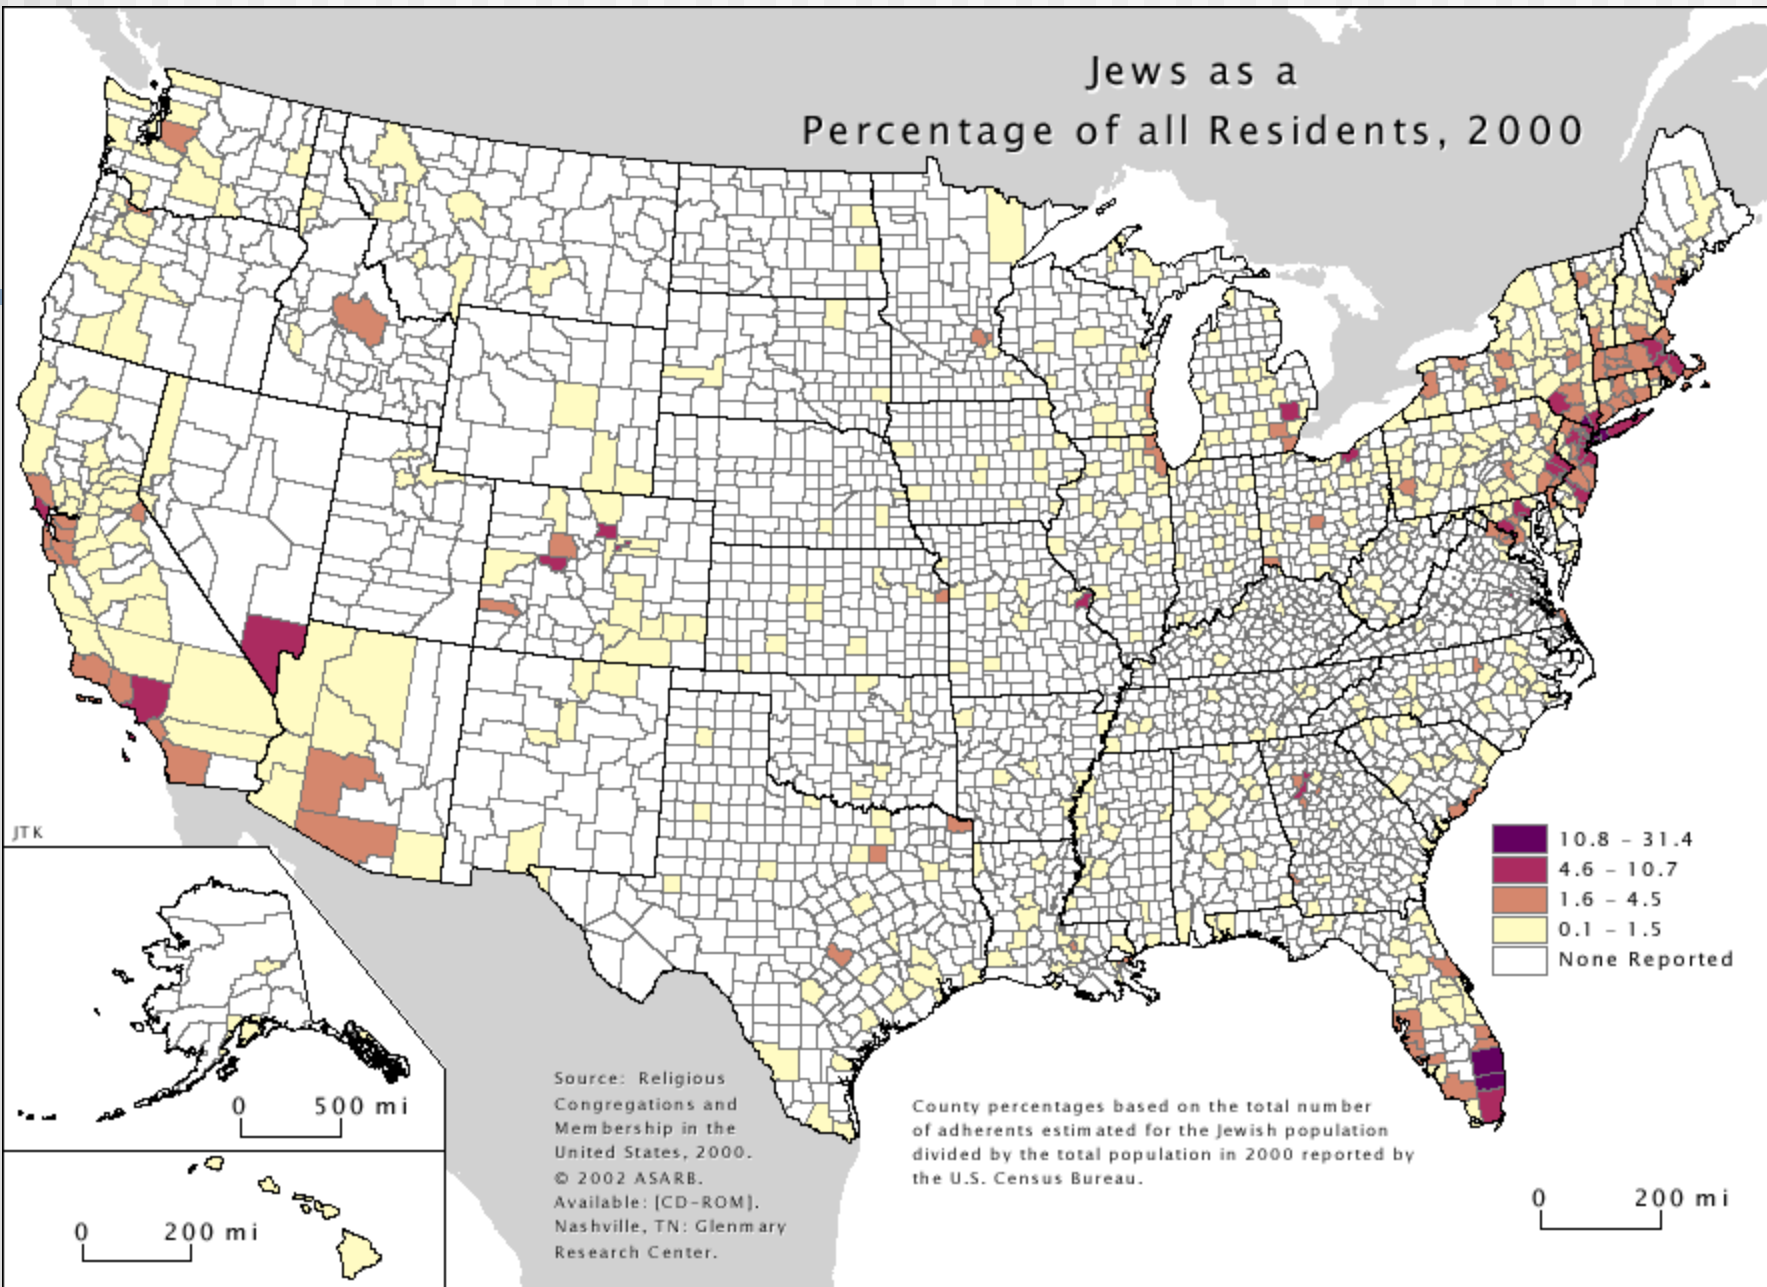 Jews as a
Percentage of all Residents, 2000
JTK
10.8 – 31.4
4.6 – 10.7
1.6 – 4.5
0.1 – 1.5
None Reported
0 500 mi
0 200 mi
Source: Religious
Congregations and
Membership in the
United States, 2000.
© 2002 ASARB.
Available: [CD-ROM].
Nashville, TN: Glenmary
Research Center.
County percentages based on the total number
of adherents estimated for the Jewish population
divided by the total population in 2000 reported by
the U.S. Census Bureau.
0 200 mi